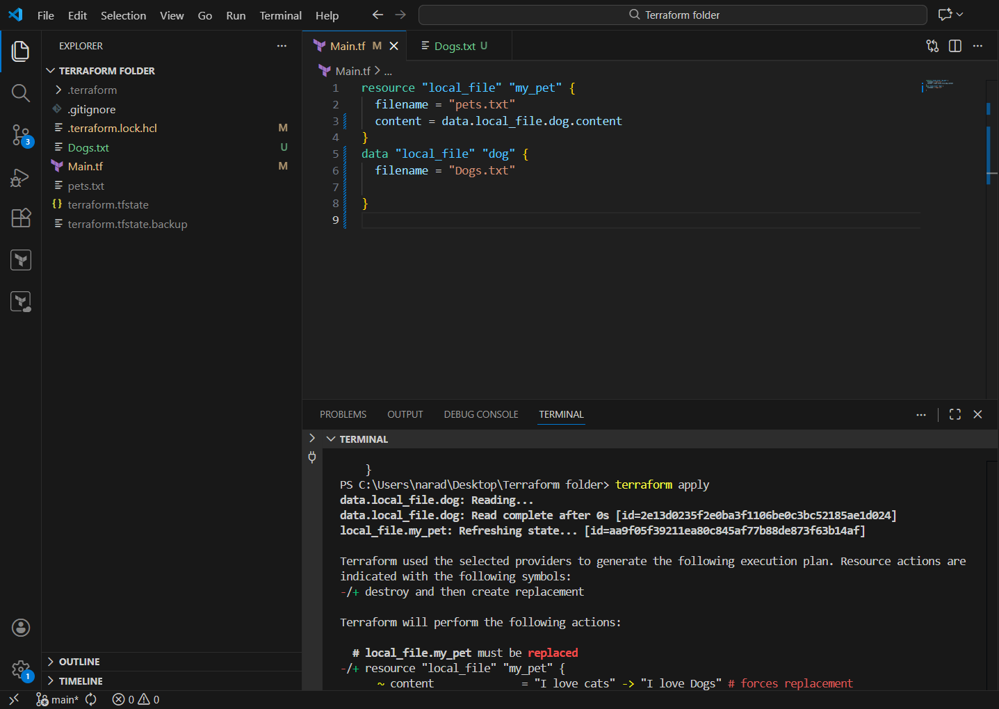 File Edit Selection View Go Run Terminal Help Terraform folder
EXPLORER
TERRAFORM FOLDER
.terraform
.gitignore
.terraform.lock.hcl M
Dogs.txt U
Main.tf M
pets.txt
terraform.tfstate
terraform.tfstate.backup
OUTLINE
TIMELINE
3
1
Main.tf M Dogs.txt U
Main.tf > ...
1 resource "local_file" "my_pet" {
2 filename = "pets.txt"
3 content = data.local_file.dog.content
4 }
5 data "local_file" "dog" {
6 filename = "Dogs.txt"
7
8 }
9
PROBLEMS OUTPUT DEBUG CONSOLE TERMINAL
TERMINAL
}
PS C:\Users\narad\Desktop\Terraform folder> terraform apply
data.local_file.dog: Reading...
data.local_file.dog: Read complete after 0s [id=2e13d0235f2e0ba3f1106be0c3bc52185ae1d024]
local_file.my_pet: Refreshing state... [id=aa9f05f39211ea80c845af77b88de873f63b14af]
Terraform used the selected providers to generate the following execution plan. Resource actions are
indicated with the following symbols:
-/+ destroy and then create replacement
Terraform will perform the following actions:
# local_file.my_pet must be replaced
-/+ resource "local_file" "my_pet" {
~ content = "I love cats" -> "I love Dogs" # forces replacement
main* 0 0